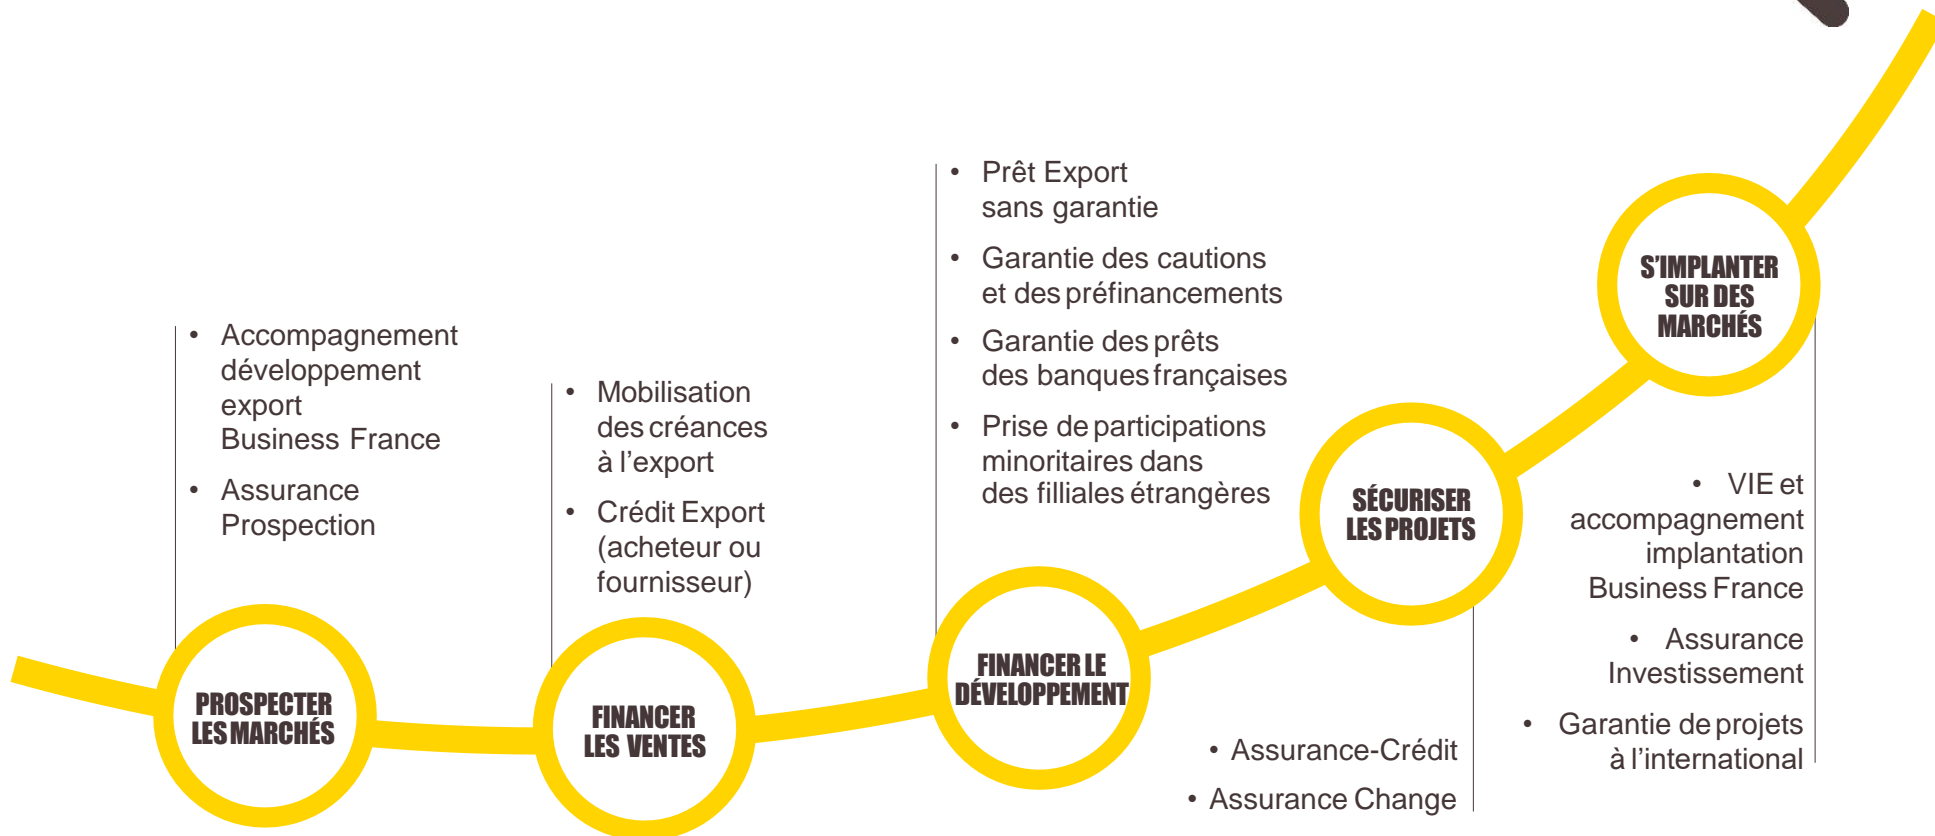 • Accompagnement
développement
export
Business France
• Assurance
Prospection
PROSPECTER
LES MARCHÉS
• Mobilisation
des créances
à l’export
• Crédit Export
(acheteur ou
fournisseur)
FINANCER
LES VENTES
• Prêt Export
sans garantie
• Garantie des cautions
et des préfinancements
• Garantie des prêts
des banques françaises
• Prise de participations
minoritaires dans
des filliales étrangères
FINANCER LE
DÉVELOPPEMENT
SÉCURISER
LES PROJETS
• Assurance-Crédit
• Assurance Change
S’IMPLANTER
SUR DES
MARCHÉS
• VIE et
accompagnement
implantation
Business France
• Assurance
Investissement
• Garantie de projets
à l’international